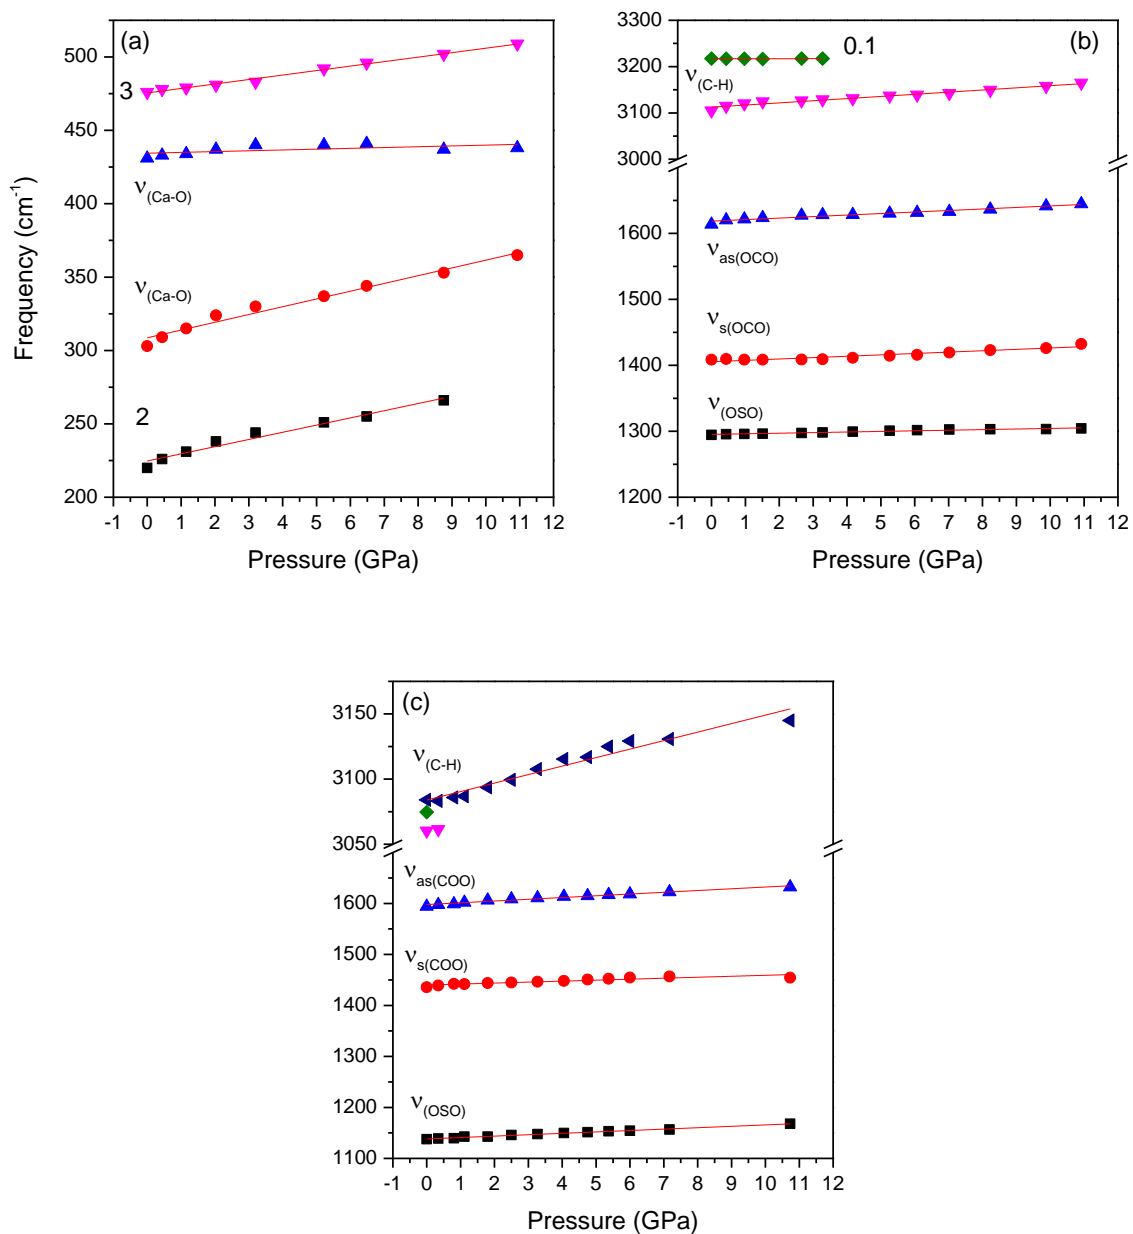 (a)
500
3
450
ν(Ca-O)
400
Frequency (cm-1)
350
ν(Ca-O)
300
250
2
200
-1 0 1 2 3 4 5 6 7 8 9 10 11 12
Pressure (GPa)
(b)
3300
0.1
3200
ν(C-H)
3100
3000
1600
νas(OCO)
1500
νs(OCO)
1400
ν(OSO)
1300
1200
-1 0 1 2 3 4 5 6 7 8 9 10 11 12
Pressure (GPa)
(c)
3150
ν(C-H)
3100
3050
νas(COO)
1600
νs(COO)
1500
1400
1300
1200
ν(OSO)
1100
-1 0 1 2 3 4 5 6 7 8 9 10 11 12
Pressure (GPa)